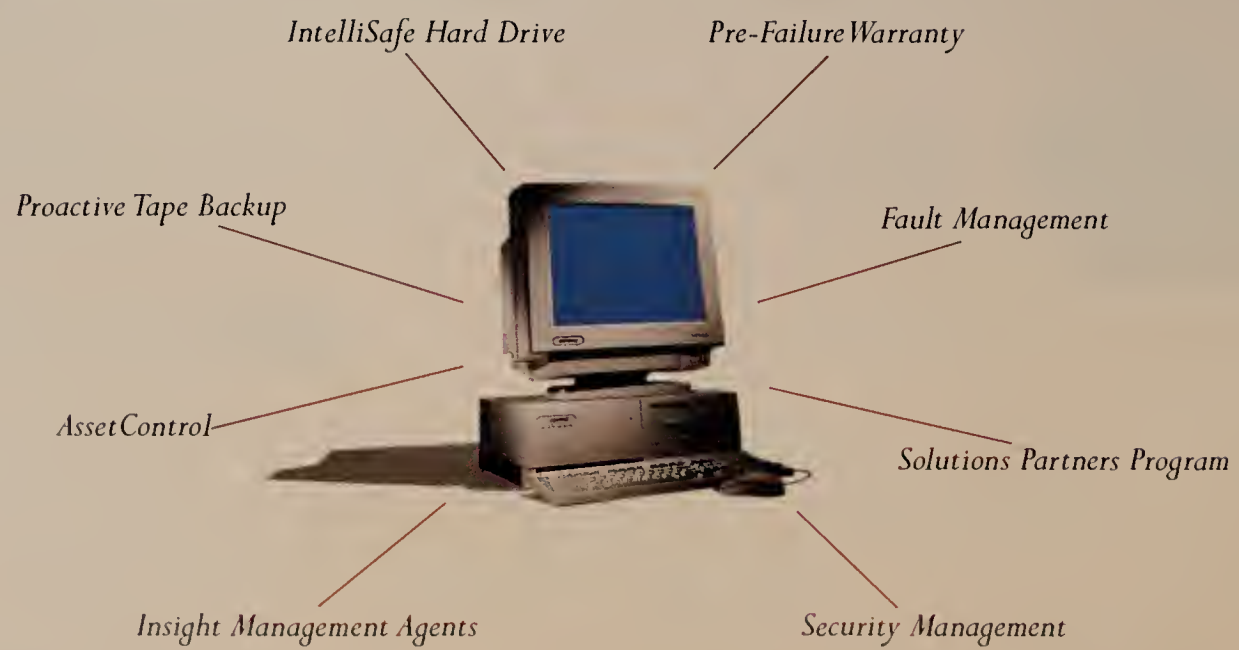 IntelliSafe Hard Drive
Pre-Failure Warranty
Proactive Tape Backup
Fault Management
AssetControl
Solutions Partners Program
Insight Management Agents
Security Management